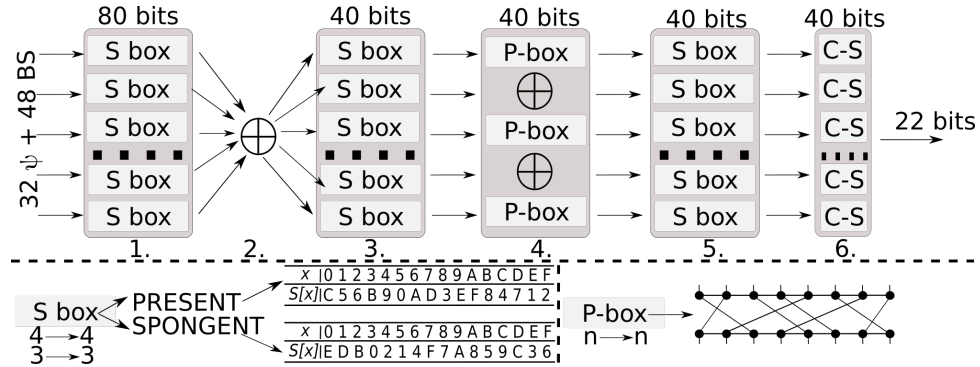 80 bits 40 bits 40 bits 40 bits 40 bits
32 ψ + 48 BS
S box S box P-box S box C-S
S box S box S box C-S
S box S box P-box S box C-S
22 bits
S box S box S box C-S
S box S box P-box S box C-S
1. 2. 3. 4. 5. 6.
x|0 1 2 3 4 5 6 7 8 9 A B C D E F
S[x]|C 5 6 B 9 0 A D 3 E F 8 4 7 1 2
S box PRESENT
SPONGENT
4 → 4
3 → 3
x |0 1 2 3 4 5 6 7 8 9 A B C D E F
S[x]|E D B 0 2 1 4 F 7 A 8 5 9 C 3 6
P-box
n → n